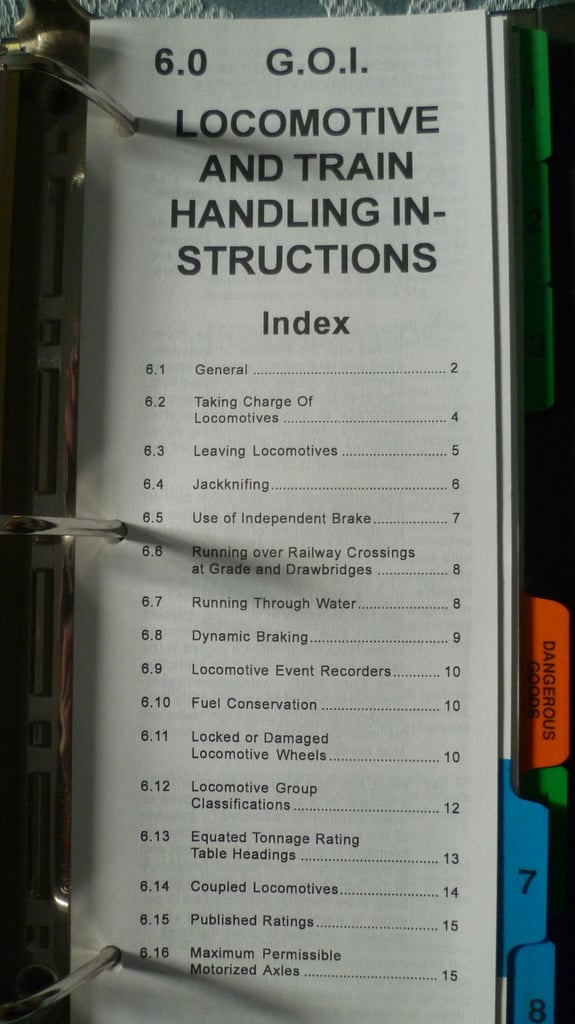 6.0 G.O.I.
LOCOMOTIVE
AND TRAIN
HANDLING IN-
STRUCTIONS
Index
6.1 General ................................................ 2
6.2 Taking Charge Of
Locomotives ........................................ 4
6.3 Leaving Locomotives .......................... 5
6.4 Jackknifing........................................... 6
6.5 Use of Independent Brake................... 7
6.6 Running over Railway Crossings
at Grade and Drawbridges .................. 8
6.7 Running Through Water...................... 8
6.8 Dynamic Braking................................. 9
6.9 Locomotive Event Recorders........... 10
6.10 Fuel Conservation ............................ 10
6.11 Locked or Damaged
Locomotive Wheels.......................... 10
6.12 Locomotive Group
Classifications................................... 12
6.13 Equated Tonnage Rating
Table Headings ................................. 13
6.14 Coupled Locomotives....................... 14
6.15 Published Ratings............................. 15
6.16 Maximum Permissible
Motorized Axles ................................ 15
1
2
3
DANGEROUS
GOODS
7
8